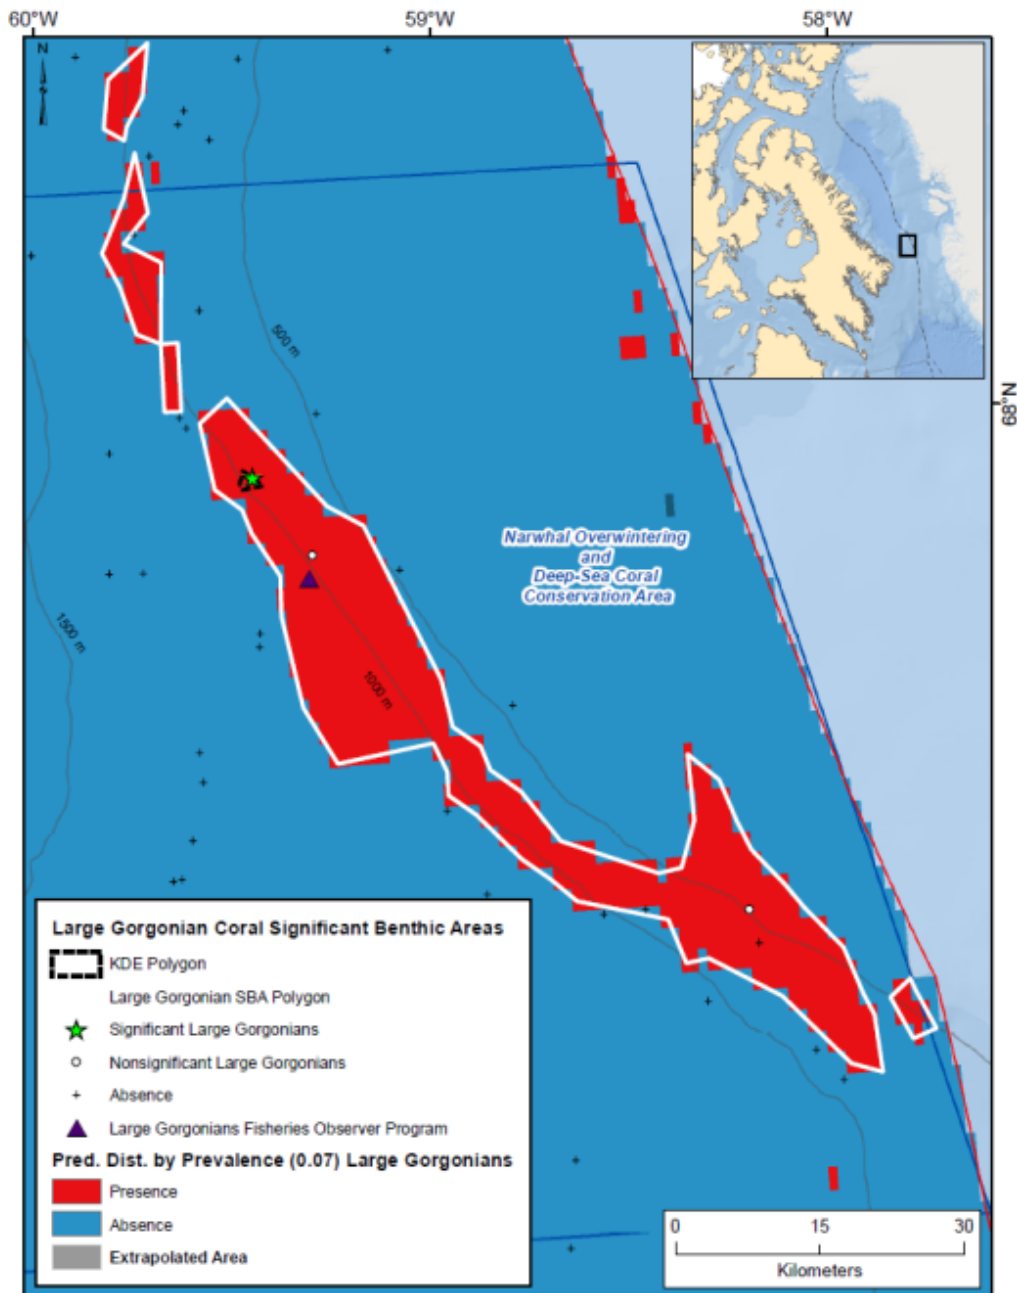 60°W 59°W 58°W
N
68°N
500 m
Narwhal Overwintering
and
Deep-Sea Coral
Conservation Area
1500 m
1000 m
Large Gorgonian Coral Significant Benthic Areas
KDE Polygon
Large Gorgonian SBA Polygon
Significant Large Gorgonians
Nonsignificant Large Gorgonians
Absence
Large Gorgonians Fisheries Observer Program
Pred. Dist. by Prevalence (0.07) Large Gorgonians
Presence
Absence
Extrapolated Area
0 15 30
Kilometers